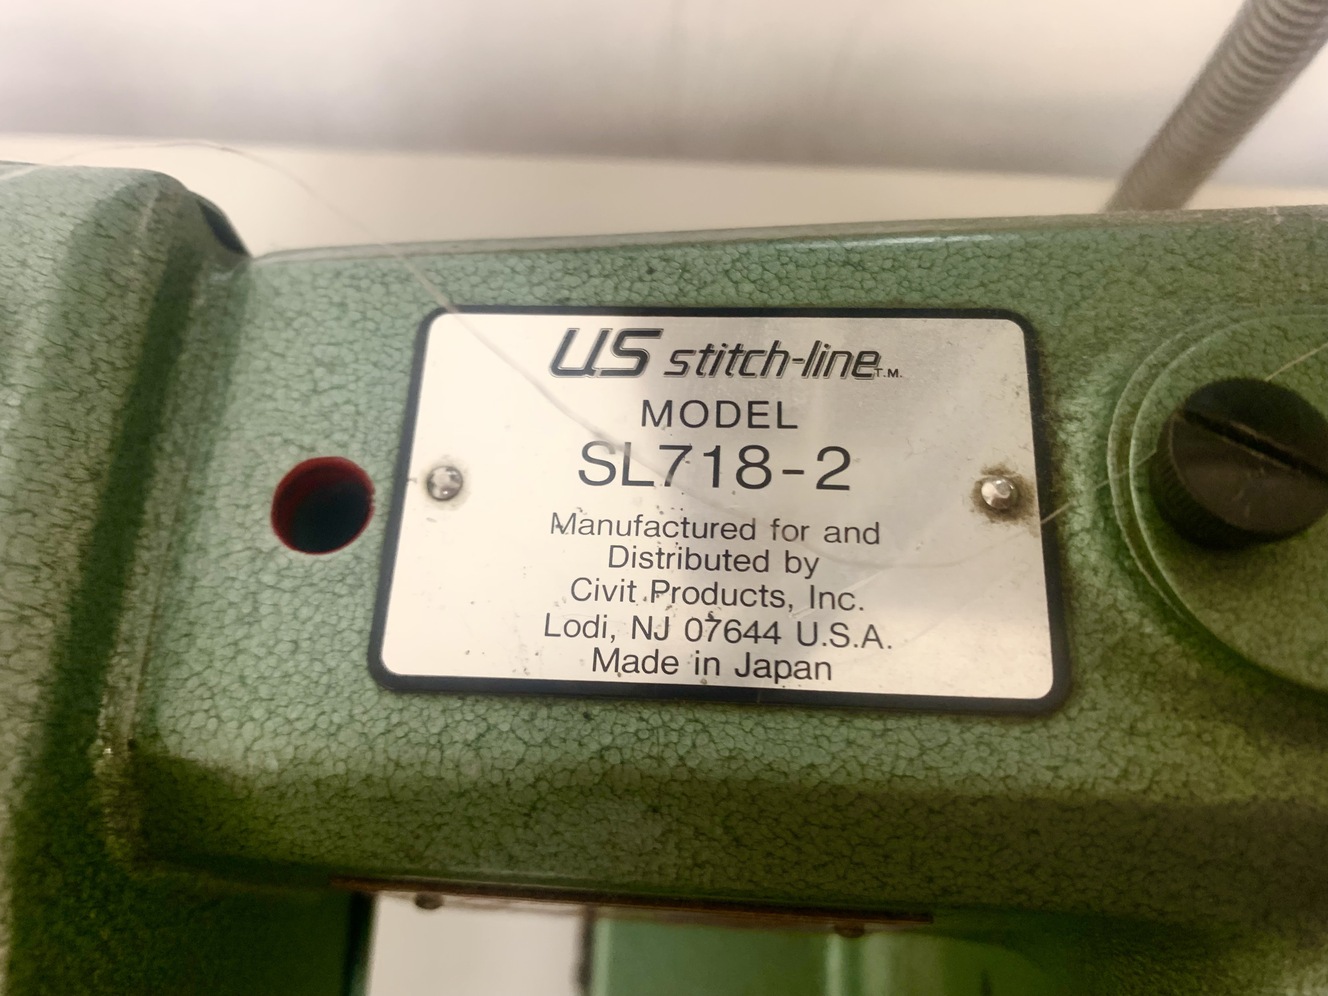 US stitch-line T.M.
MODEL
SL718-2
Manufactured for and
Distributed by
Civit Products, Inc.
Lodi, NJ 07644 U.S.A.
Made in Japan